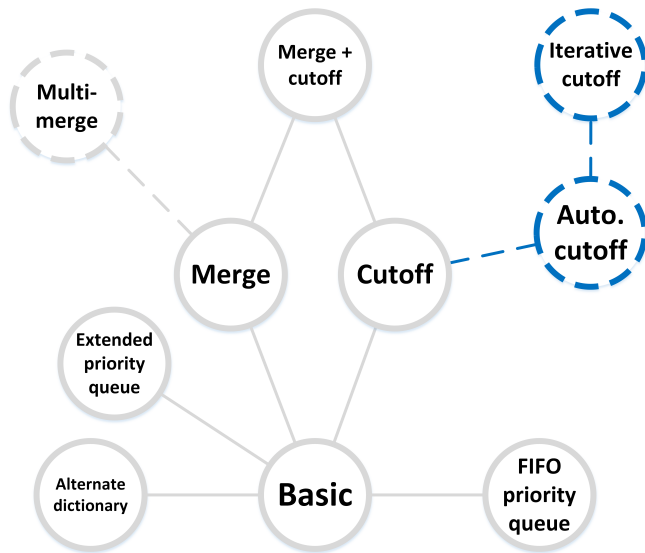 Merge +
cutoff
Iterative
cutoff
Multi-
merge
Auto.
cutoff
Merge
Cutoff
Extended
priority
queue
Alternate
dictionary
Basic
FIFO
priority
queue